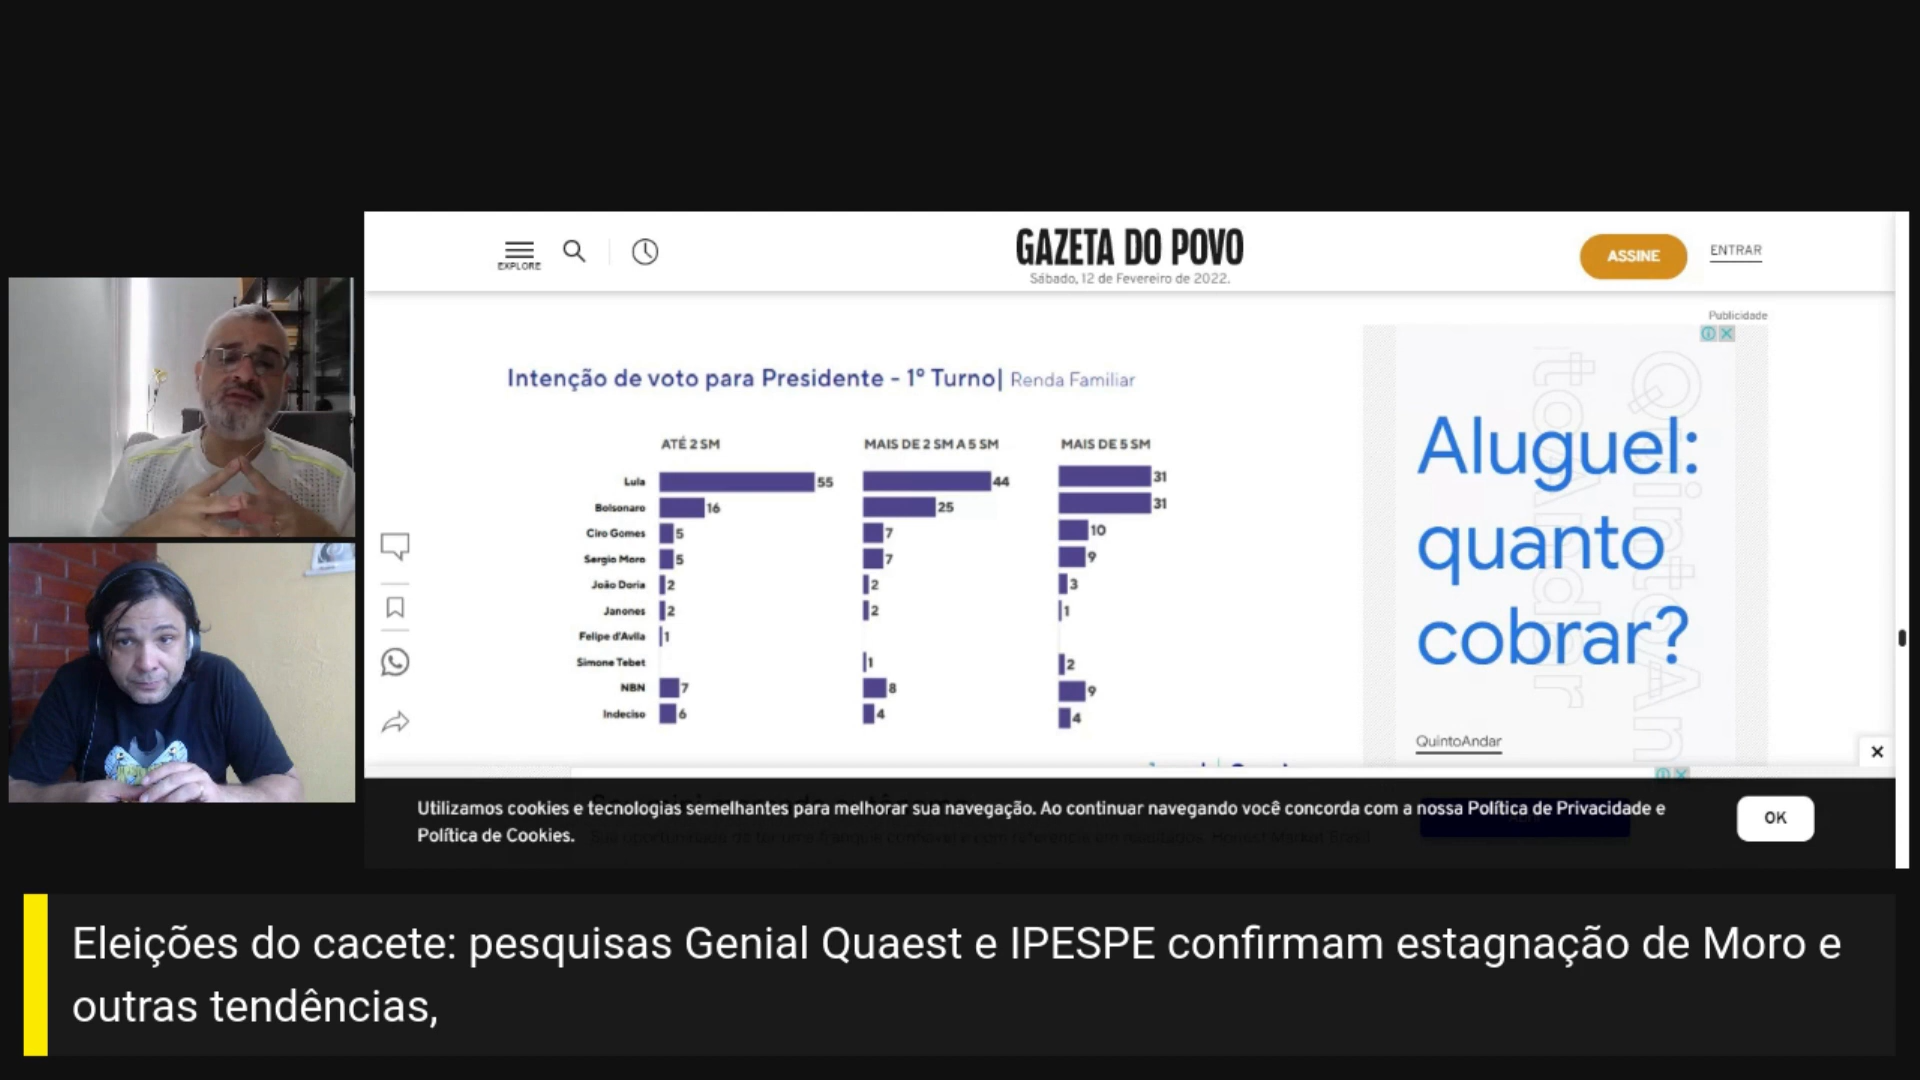 EXPLORE
GAZETA DO POVO
Sábado, 12 de Fevereiro de 2022.
ASSINE
ENTRAR
Publicidade
Intenção de voto para Presidente - 1º Turno| Renda Familiar
ATÉ 2 SM MAIS DE 2 SM A 5 SM MAIS DE 5 SM
Lula 55 44 31
Bolsonaro 16 25 31
Ciro Gomes 5 7 10
Sergio Moro 5 7 9
João Doria 2 2 3
Janones 2 2 1
Felipe d'Avila 1
Simone Tebet 1 2
NBN 7 8 9
Indeciso 6 4 4
QuintoAndar
Aluguel:
quanto
cobrar?
QuintoAndar
Utilizamos cookies e tecnologias semelhantes para melhorar sua navegação. Ao continuar navegando você concorda com a nossa Política de Privacidade e
Política de Cookies.
OK
Eleições do cacete: pesquisas Genial Quaest e IPESPE confirmam estagnação de Moro e
outras tendências,